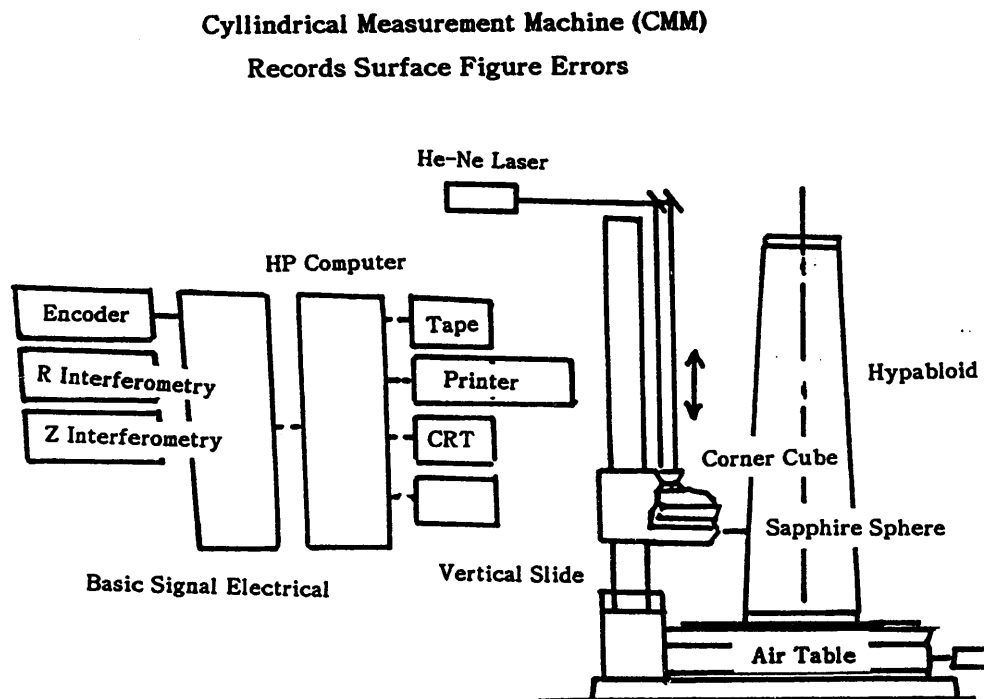 Cyllindrical Measurement Machine (CMM)
Records Surface Figure Errors
He-Ne Laser
HP Computer
Encoder
R Interferometry
Z Interferometry
Tape
Printer
CRT
Basic Signal Electrical
Vertical Slide
Hypabloid
Corner Cube
Sapphire Sphere
Air Table